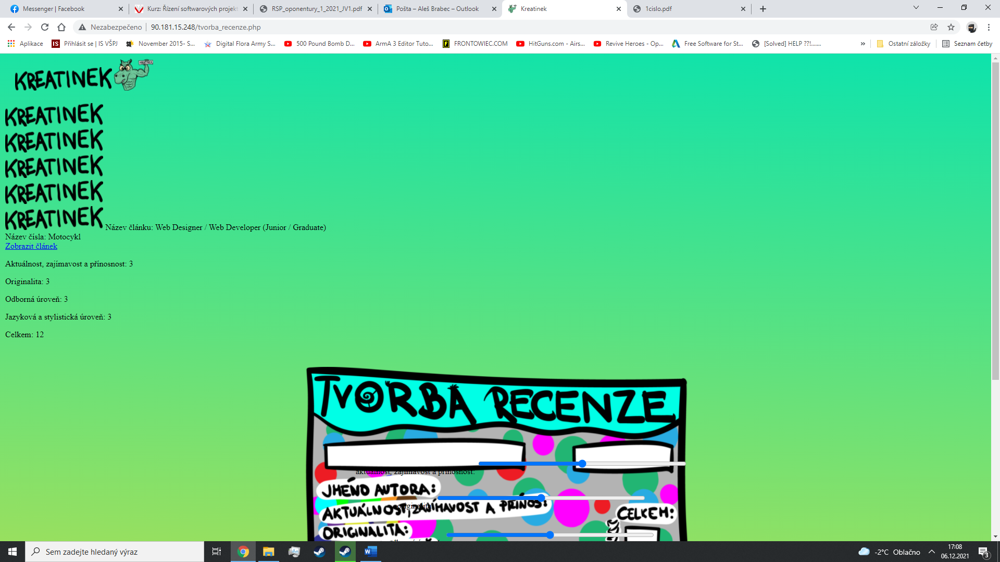 Messenger | Facebook
Kurz: Řízení softwarových projekt
RSP_oponentury_1_2021_JV1.pdf
Pošta – Aleš Brabec – Outlook
Kreatinek
1cislo.pdf
Nezabezpečeno
90.181.15.248/tvorba_recenze.php
Aplikace
Přihlásit se | IS VŠPJ
November 2015- S...
Digital Flora Army S...
500 Pound Bomb D...
ArmA 3 Editor Tuto...
FRONTOWIEC.COM
HitGuns.com - Airs...
Revive Heroes - Op...
Free Software for St...
[Solved] HELP ??!.......
»
Ostatní záložky
Seznam četby
KREATINEK
KREATINEK
KREATINEK
KREATINEK
KREATINEK
KREATINEK Název článku: Web Designer / Web Developer (Junior / Graduate)
Název čísla: Motocykl
Zobrazit článek
Aktuálnost, zajímavost a přínosnost: 3
Originalita: 3
Odborná úroveň: 3
Jazyková a stylistická úroveň: 3
Celkem: 12
TVORBA RECENZE
aktuálnost, zajímavost a přínosnost:
JMÉNO AUTORA:
originalita:
AKTUÁLNOST, ZAJÍMAVOST A PŘÍNOS:
CELKEM:
ORIGINALITA:
Sem zadejte hledaný výraz
-2°C Oblačno
17:08
06.12.2021
3